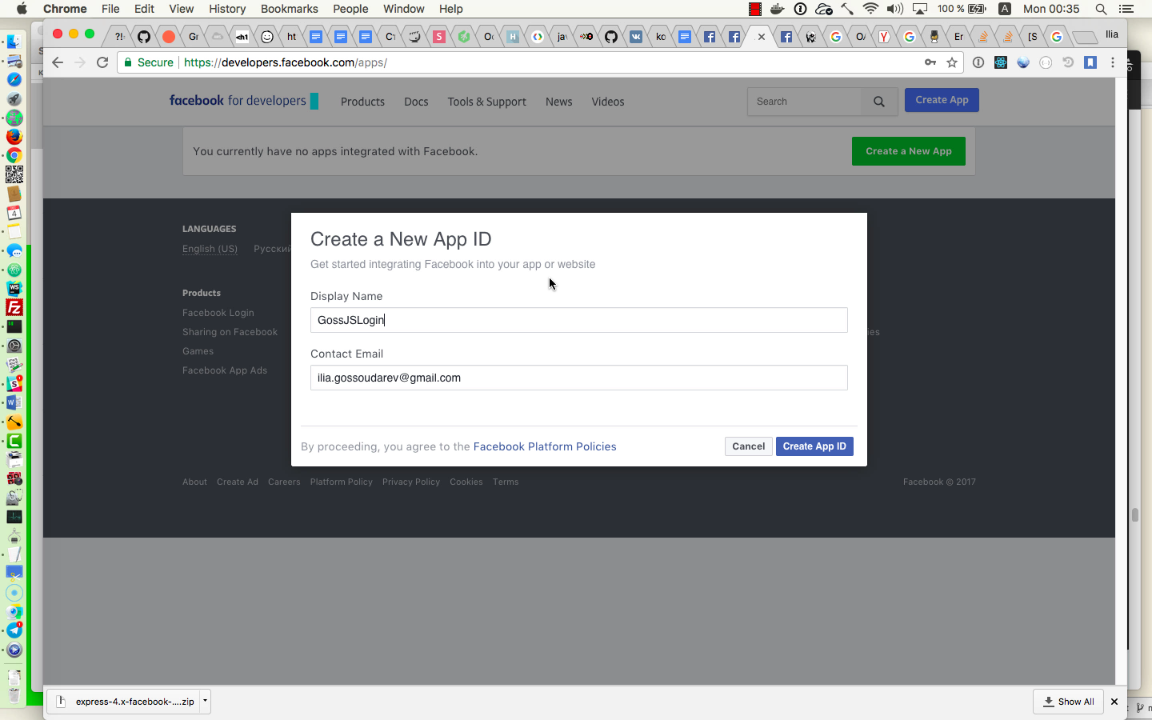 Chrome File Edit View History Bookmarks People Window Help 100 % Mon 00:35
Ilia
Secure https://developers.facebook.com/apps/
facebook for developers Products Docs Tools & Support News Videos Search Create App
You currently have no apps integrated with Facebook. Create a New App
LANGUAGES
English (US)
Create a New App ID
Get started integrating Facebook into your app or website
Display Name
GossJSLogin
Contact Email
ilia.gossoudarev@gmail.com
By proceeding, you agree to the Facebook Platform Policies Cancel Create App ID
Products
Facebook Login
Sharing on Facebook
Games
Facebook App Ads
About Create Ad Careers Platform Policy Privacy Policy Cookies Terms Facebook © 2017
express-4.x-facebook-....zip Show All